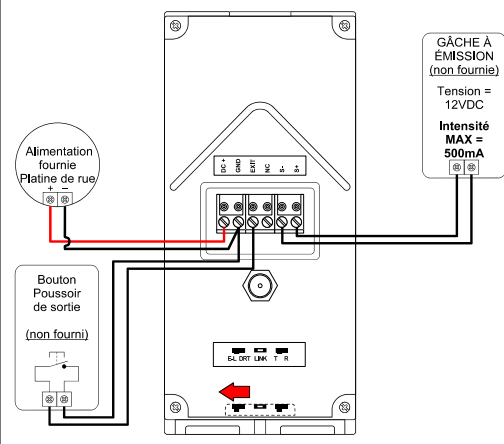 GÂCHE À
ÉMISSION
(non fournie)
Tension =
12VDC
Intensité
MAX =
500mA
Alimentation
fournie
Platine de rue
+ −
DC +
GND
EXIT
NC
S-
S+
Bouton
Poussoir
de sortie
(non fourni)
E-L DRT LINK T R